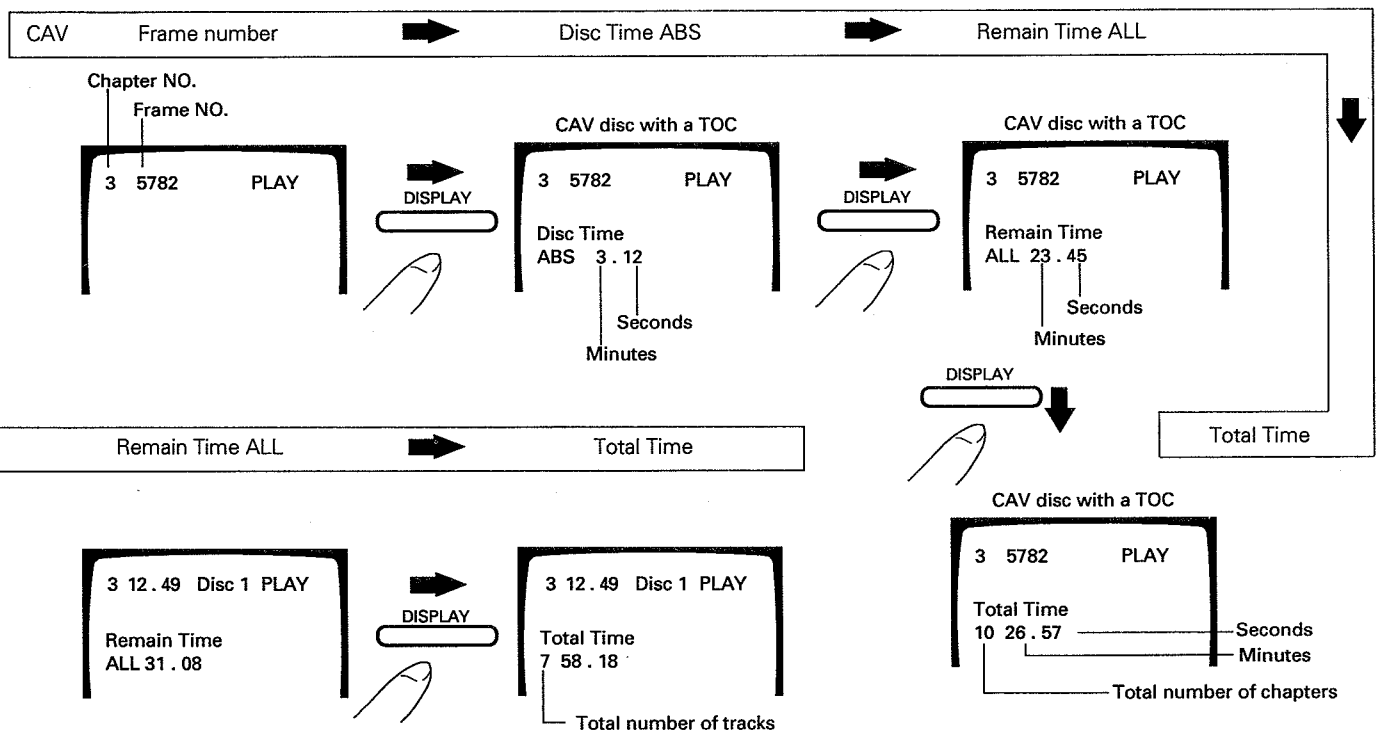 CAV Frame number Disc Time ABS Remain Time ALL
Chapter NO.
Frame NO.
3 5782 PLAY
DISPLAY
CAV disc with a TOC
3 5782 PLAY
Disc Time
ABS 3 . 12
Seconds
Minutes
DISPLAY
CAV disc with a TOC
3 5782 PLAY
Remain Time
ALL 23 . 45
Seconds
Minutes
DISPLAY
Total Time
CAV disc with a TOC
3 5782 PLAY
Total Time
10 26 . 57
Seconds
Minutes
Total number of chapters
Remain Time ALL Total Time
3 12 . 49 Disc 1 PLAY
Remain Time
ALL 31 . 08
DISPLAY
3 12 . 49 Disc 1 PLAY
Total Time
7 58 . 18
Total number of tracks